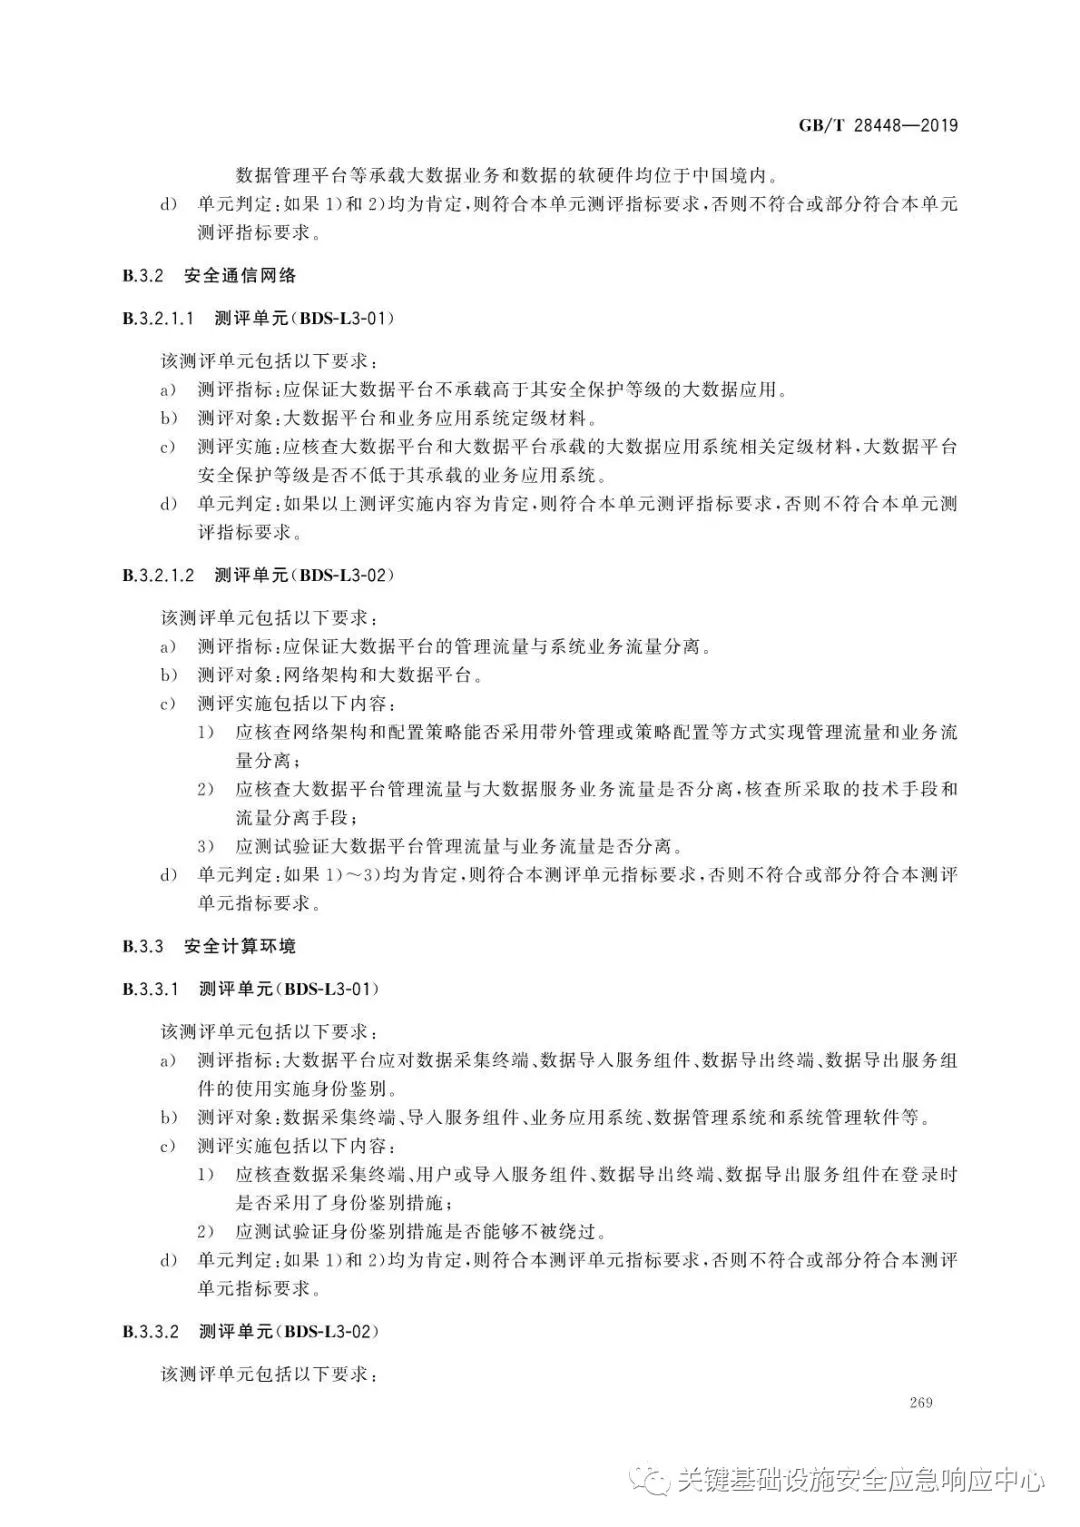 GB/T 28448—2019
数据管理平台等承载大数据业务和数据的软硬件均位于中国境内。
d) 单元判定:如果1)和2)均为肯定,则符合本单元测评指标要求,否则不符合或部分符合本单元
测评指标要求。
B.3.2 安全通信网络
B.3.2.1.1 测评单元(BDS-L3-01)
该测评单元包括以下要求:
a) 测评指标:应保证大数据平台不承载高于其安全保护等级的大数据应用。
b) 测评对象:大数据平台和业务应用系统定级材料。
c) 测评实施:应核查大数据平台和大数据平台承载的大数据应用系统相关定级材料,大数据平台
安全保护等级是否不低于其承载的业务应用系统。
d) 单元判定:如果以上测评实施内容为肯定,则符合本单元测评指标要求,否则不符合本单元测
评指标要求。
B.3.2.1.2 测评单元(BDS-L3-02)
该测评单元包括以下要求:
a) 测评指标:应保证大数据平台的管理流量与系统业务流量分离。
b) 测评对象:网络架构和大数据平台。
c) 测评实施包括以下内容:
1) 应核查网络架构和配置策略能否采用带外管理或策略配置等方式实现管理流量和业务流
量分离;
2) 应核查大数据平台管理流量与大数据服务业务流量是否分离,核查所采取的技术手段和
流量分离手段;
3) 应测试验证大数据平台管理流量与业务流量是否分离。
d) 单元判定:如果1)~3)均为肯定,则符合本测评单元指标要求,否则不符合或部分符合本测评
单元指标要求。
B.3.3 安全计算环境
B.3.3.1 测评单元(BDS-L3-01)
该测评单元包括以下要求:
a) 测评指标:大数据平台应对数据采集终端、数据导入服务组件、数据导出终端、数据导出服务组
件的使用实施身份鉴别。
b) 测评对象:数据采集终端、导入服务组件、业务应用系统、数据管理系统和系统管理软件等。
c) 测评实施包括以下内容:
1) 应核查数据采集终端、用户或导入服务组件、数据导出终端、数据导出服务组件在登录时
是否采用了身份鉴别措施;
2) 应测试验证身份鉴别措施是否能够不被绕过。
d) 单元判定:如果1)和2)均为肯定,则符合本测评单元指标要求,否则不符合或部分符合本测评
单元指标要求。
B.3.3.2 测评单元(BDS-L3-02)
该测评单元包括以下要求:
269
关键基础设施安全应急响应中心